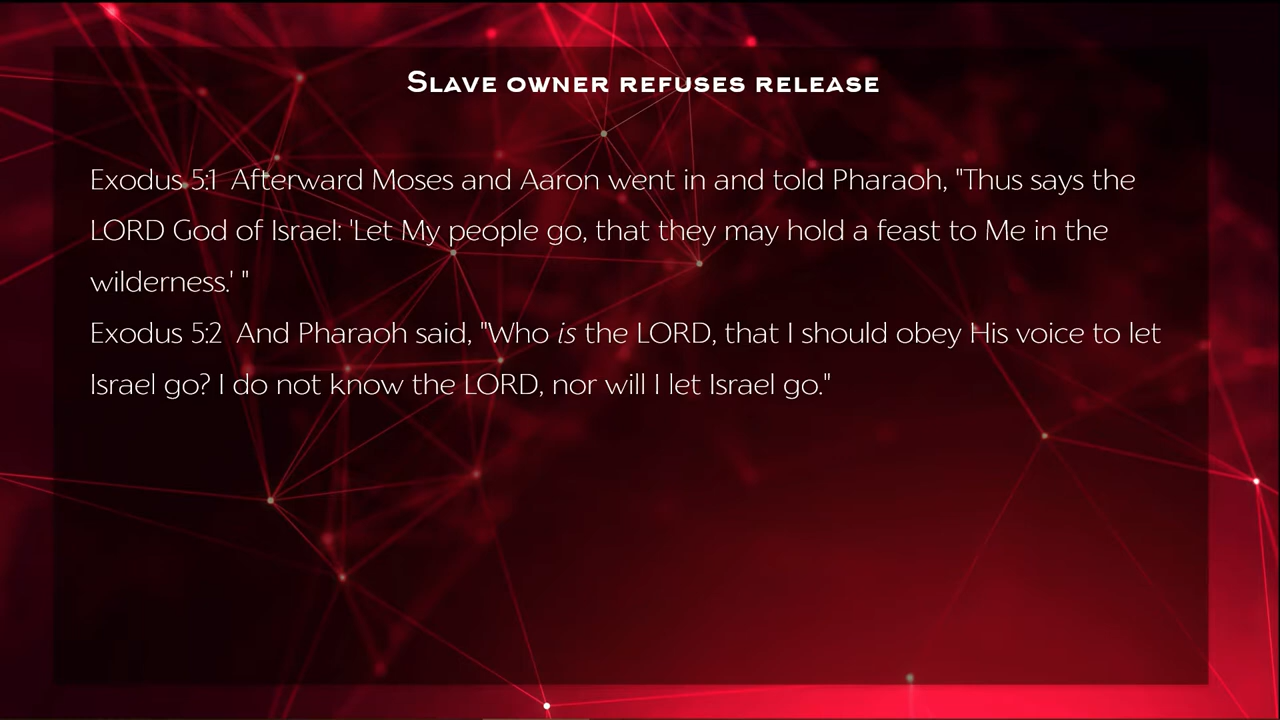 Slave owner refuses release
Exodus 5:1 Afterward Moses and Aaron went in and told Pharaoh, "Thus says the
LORD God of Israel: 'Let My people go, that they may hold a feast to Me in the
wilderness.' "
Exodus 5:2 And Pharaoh said, "Who is the LORD, that I should obey His voice to let
Israel go? I do not know the LORD, nor will I let Israel go."